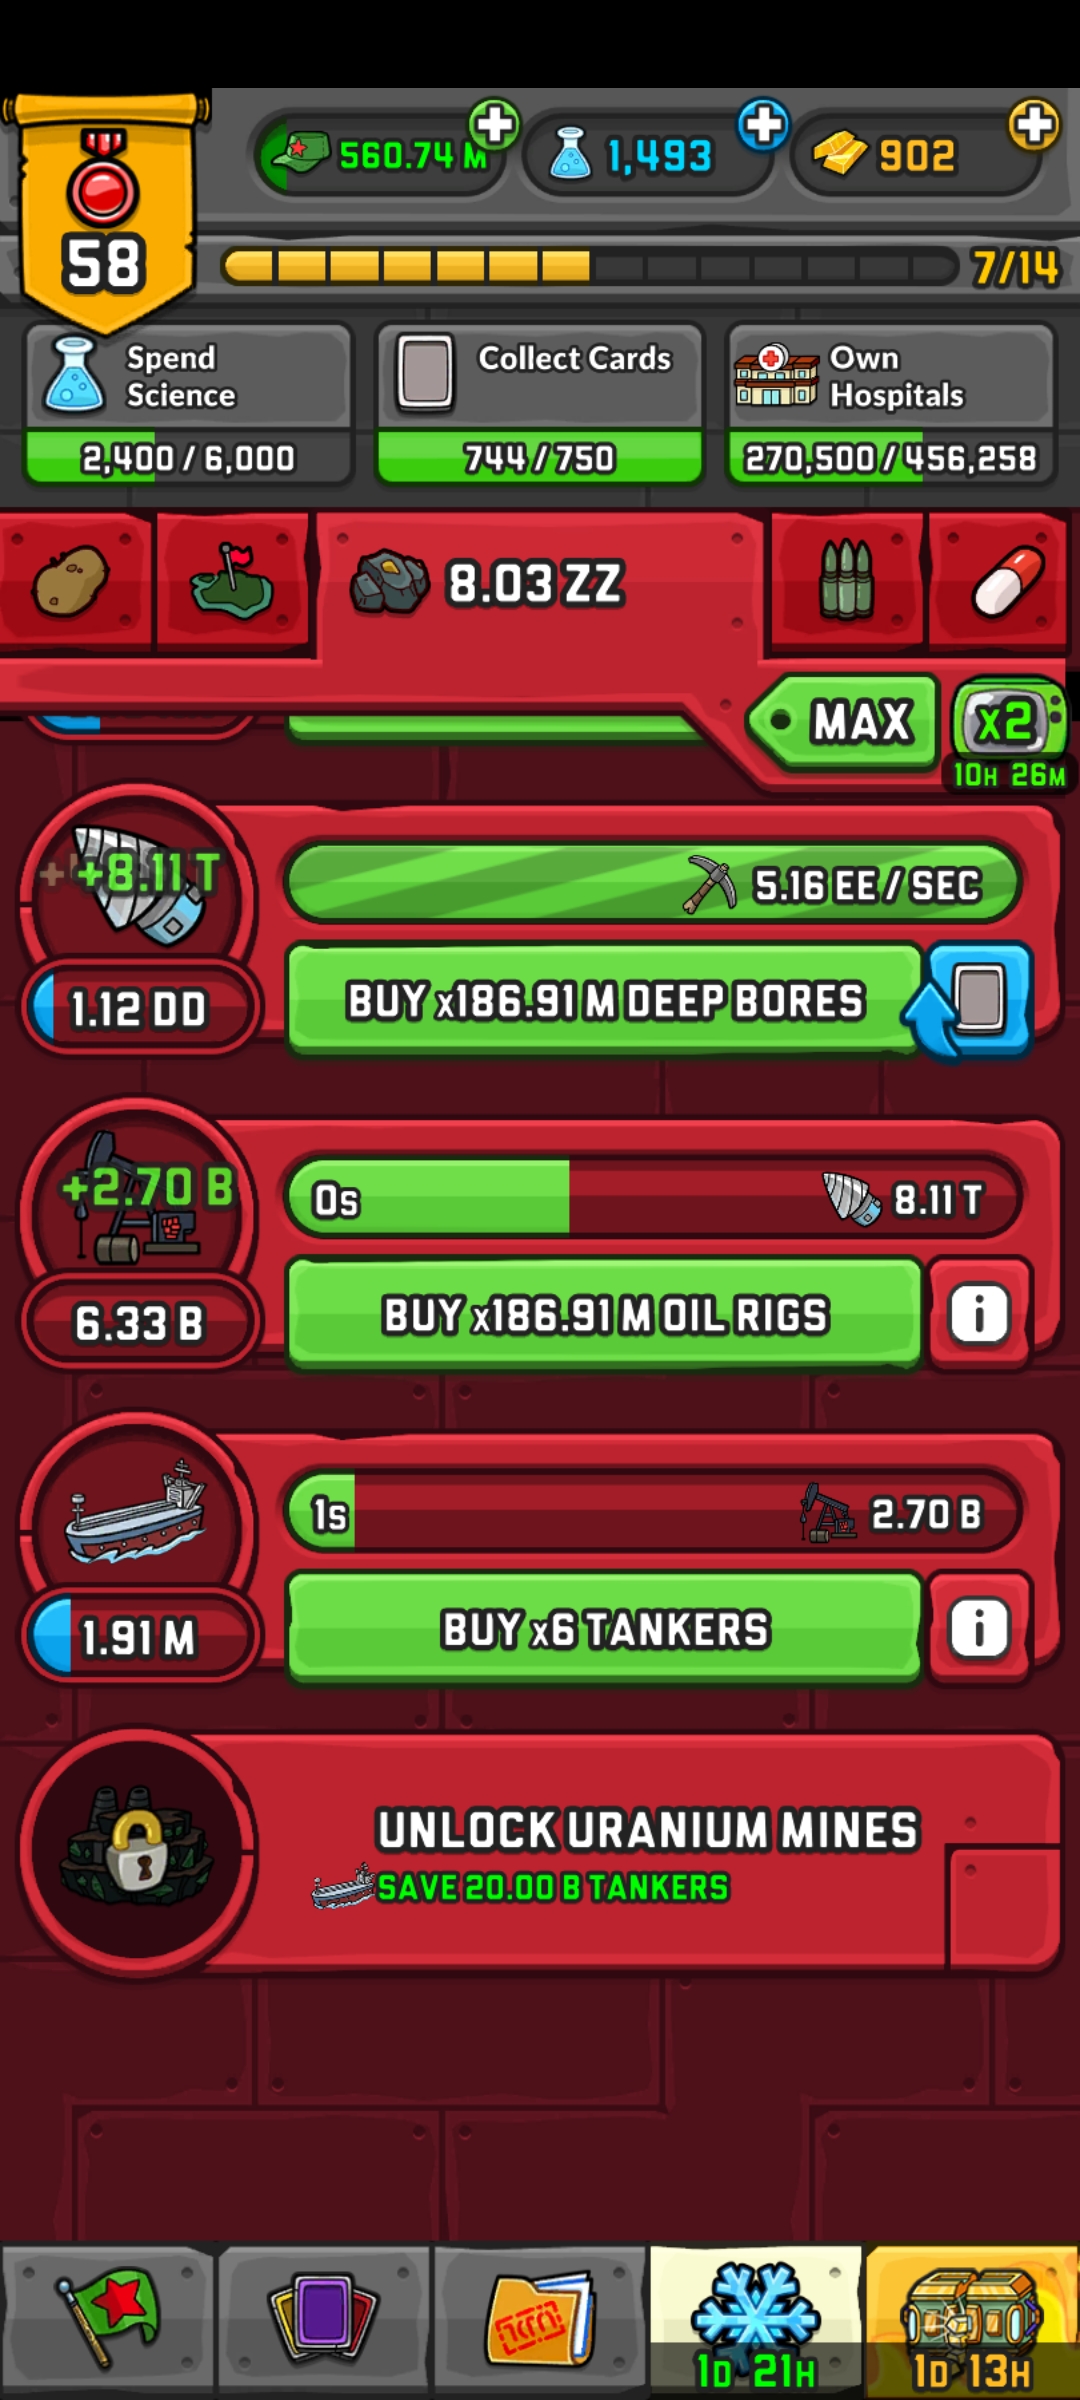 560.74 M
1,493
902
58
7/14
Spend
Science
2,400 / 6,000
Collect Cards
744 / 750
Own
Hospitals
270,500 / 456,258
8.03 ZZ
MAX
x2
10H 26M
+8.11 T
5.16 EE / SEC
1.12 DD
BUY x186.91 M DEEP BORES
+2.70 B
0s
8.11 T
6.33 B
BUY x186.91 M OIL RIGS
i
1s
2.70 B
1.91 M
BUY x6 TANKERS
i
UNLOCK URANIUM MINES
SAVE 20.00 B TANKERS
1D 21H
1D 13H